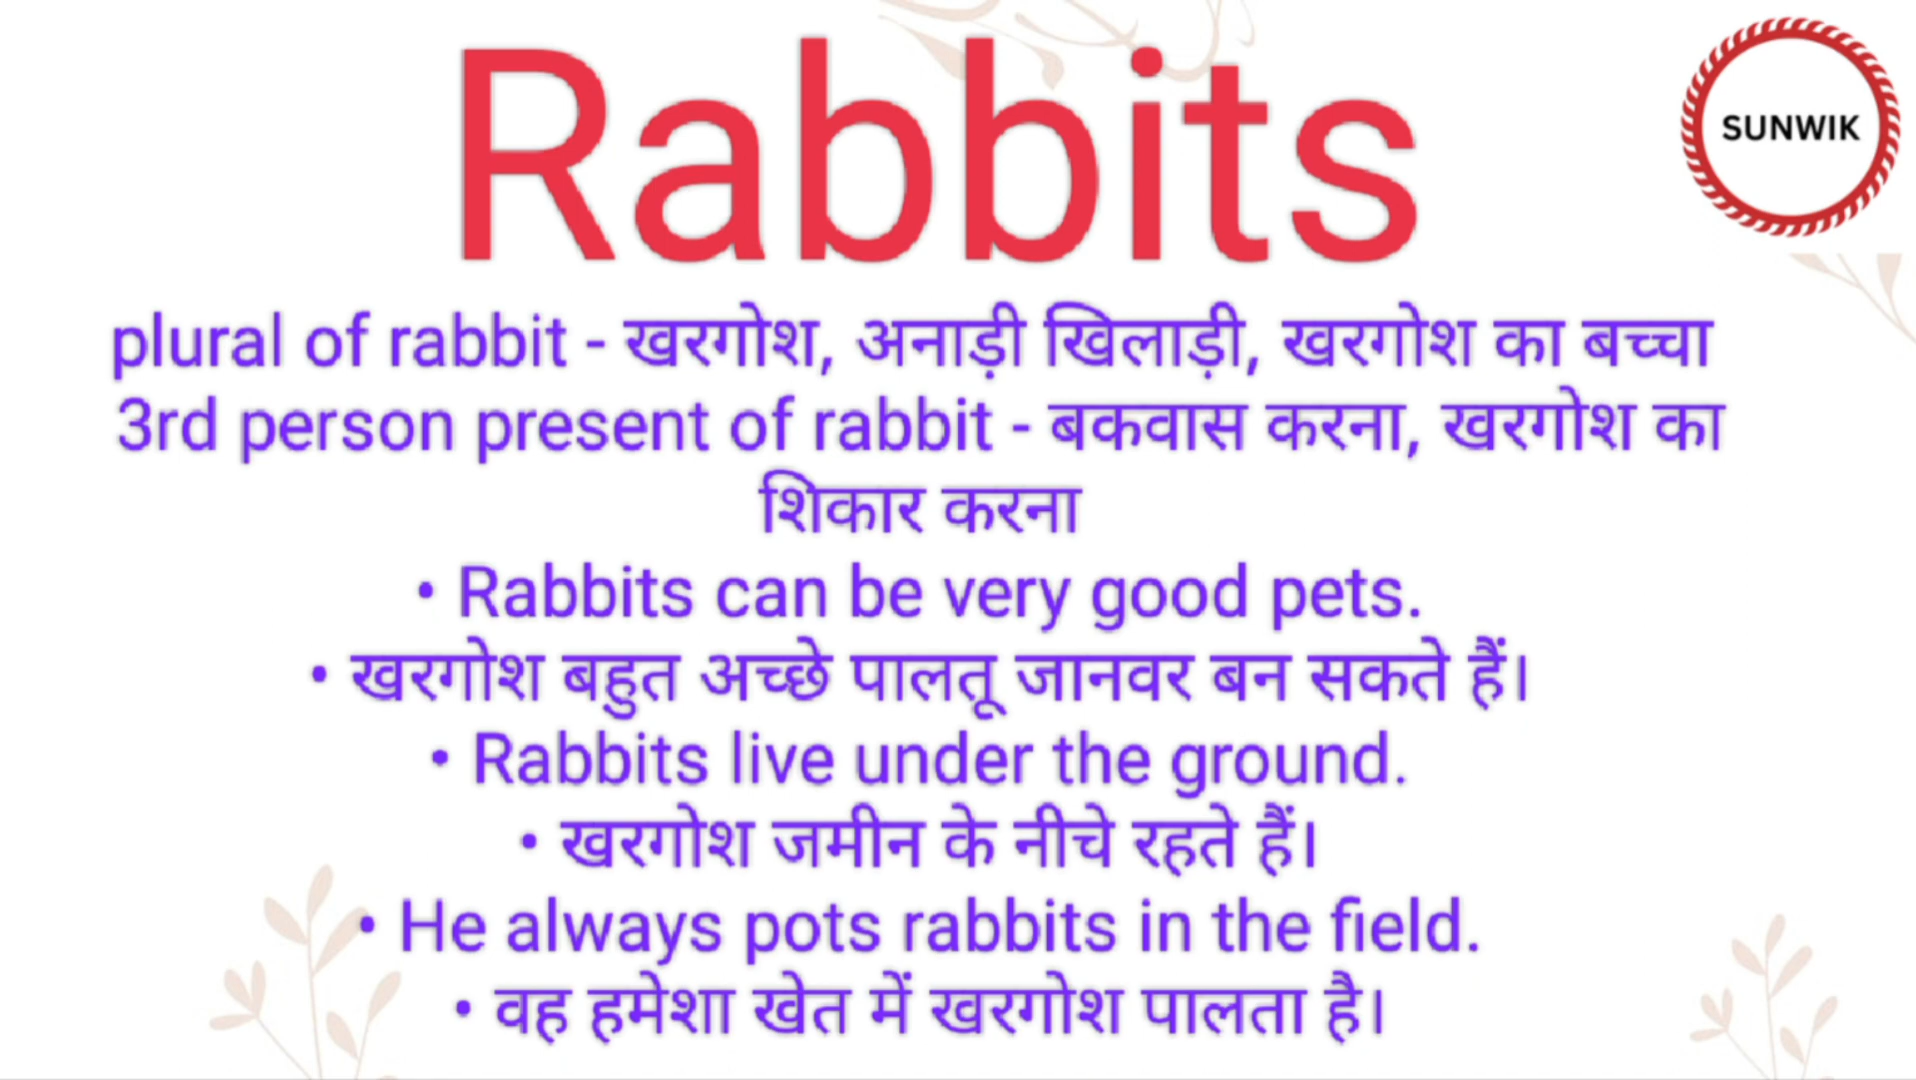 Rabbits
SUNWIK
plural of rabbit - खरगोश, अनाड़ी खिलाड़ी, खरगोश का बच्चा
3rd person present of rabbit - बकवास करना, खरगोश का
शिकार करना
• Rabbits can be very good pets.
• खरगोश बहुत अच्छे पालतू जानवर बन सकते हैं।
• Rabbits live under the ground.
• खरगोश जमीन के नीचे रहते हैं।
• He always pots rabbits in the field.
• वह हमेशा खेत में खरगोश पालता है।